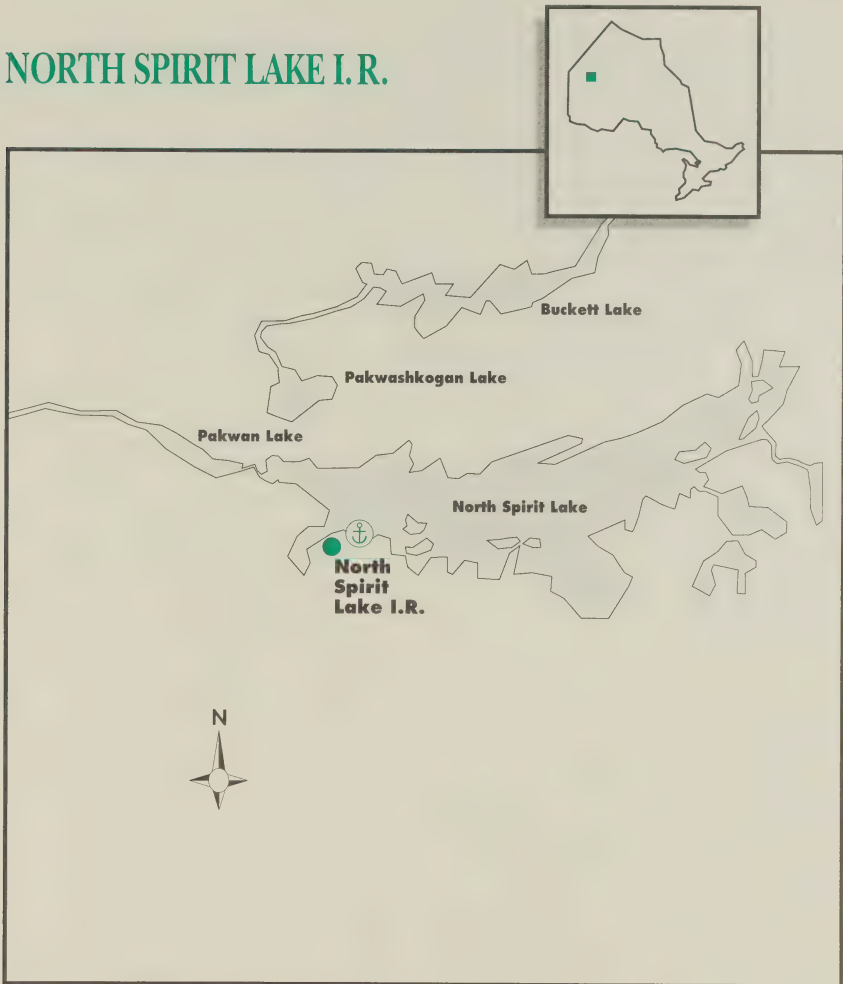 NORTH SPIRIT LAKE I.R.
Buckett Lake
Pakwashkogan Lake
Pakwan Lake
North Spirit Lake
North
Spirit
Lake I.R.
N